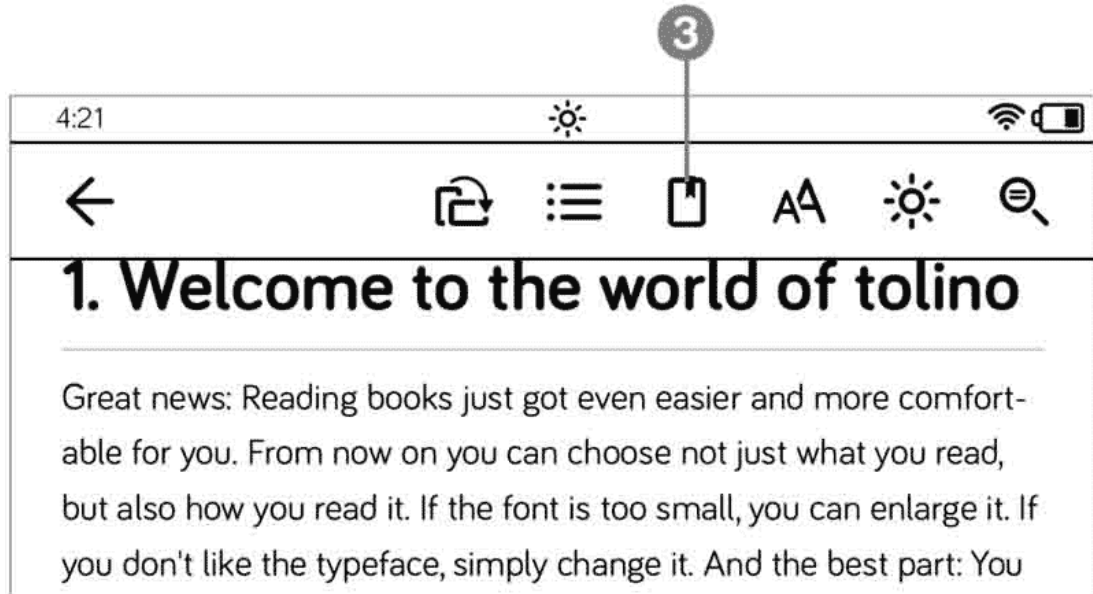 3
4:21
AA
1. Welcome to the world of tolino
Great news: Reading books just got even easier and more comfort-
able for you. From now on you can choose not just what you read,
but also how you read it. If the font is too small, you can enlarge it. If
you don't like the typeface, simply change it. And the best part: You